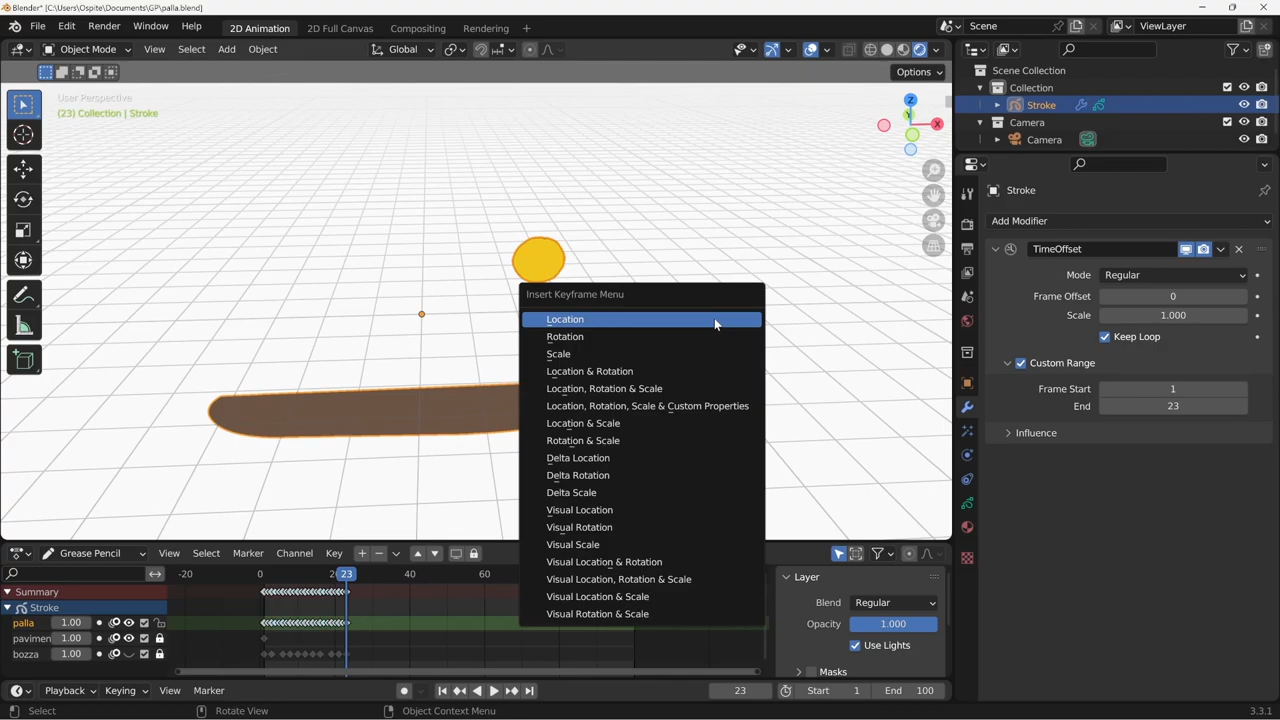 Blender* [C:\Users\Ospite\Documents\GP\palla.blend]
File Edit Render Window Help 2D Animation 2D Full Canvas Compositing Rendering + Scene ViewLayer
Object Mode View Select Add Object Global
Options
User Perspective
(23) Collection | Stroke
Z
Y
X
Scene Collection
Collection
Stroke
Camera
Camera
Stroke
Add Modifier
TimeOffset
Mode Regular
Frame Offset 0
Scale 1.000
Keep Loop
Custom Range
Frame Start 1
End 23
Influence
Insert Keyframe Menu
Location
Rotation
Scale
Location & Rotation
Location, Rotation & Scale
Location, Rotation, Scale & Custom Properties
Location & Scale
Rotation & Scale
Delta Location
Delta Rotation
Delta Scale
Visual Location
Visual Rotation
Visual Scale
Visual Location & Rotation
Visual Location, Rotation & Scale
Visual Location & Scale
Visual Rotation & Scale
Grease Pencil View Select Marker Channel Key
-20 0 23 40 60
Summary
Stroke
palla 1.00
pavimen 1.00
bozza 1.00
Layer
Blend Regular
Opacity 1.000
Use Lights
Masks
Playback Keying View Marker 23 Start 1 End 100
Select Rotate View Object Context Menu 3.3.1